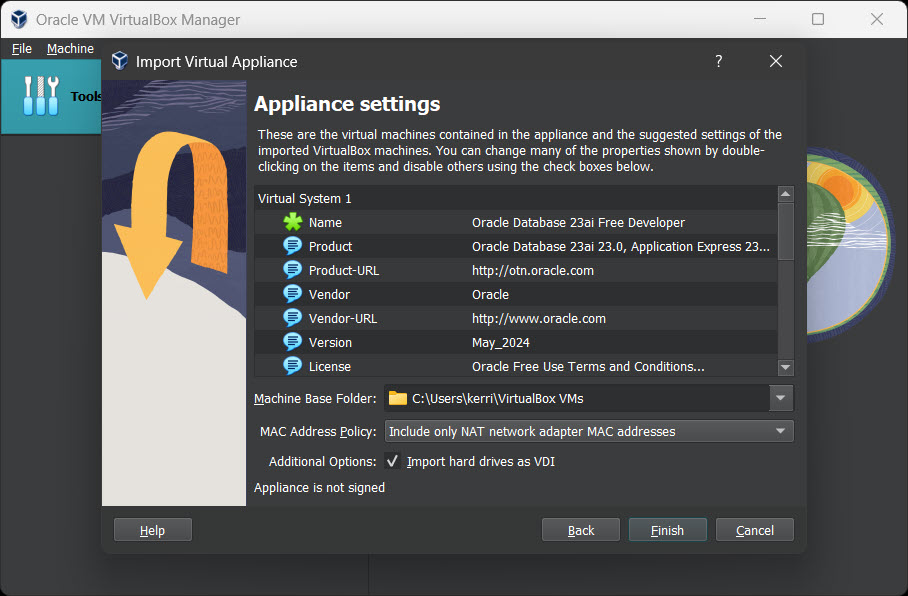 Oracle VM VirtualBox Manager
File Machine
Tools
Import Virtual Appliance
?
Appliance settings
These are the virtual machines contained in the appliance and the suggested settings of the
imported VirtualBox machines. You can change many of the properties shown by double-
clicking on the items and disable others using the check boxes below.
Virtual System 1
Name Oracle Database 23ai Free Developer
Product Oracle Database 23ai 23.0, Application Express 23...
Product-URL http://otn.oracle.com
Vendor Oracle
Vendor-URL http://www.oracle.com
Version May_2024
License Oracle Free Use Terms and Conditions...
Machine Base Folder: C:\Users\kerri\VirtualBox VMs
MAC Address Policy: Include only NAT network adapter MAC addresses
Additional Options: Import hard drives as VDI
Appliance is not signed
Help Back Finish Cancel